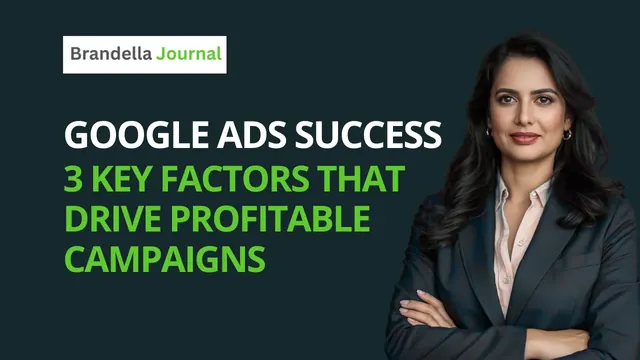 Brandella Journal
GOOGLE ADS SUCCESS
3 KEY FACTORS THAT
DRIVE PROFITABLE
CAMPAIGNS